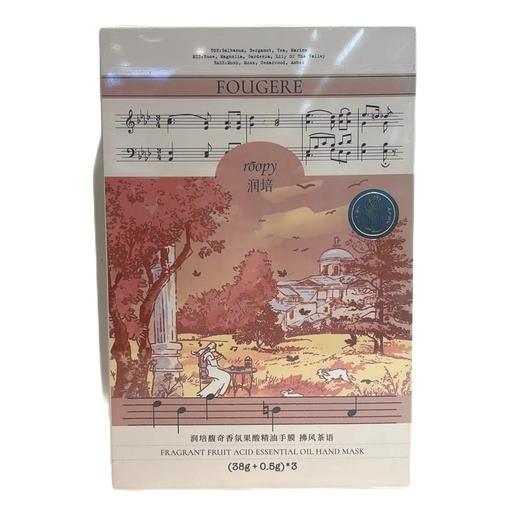 TOP:Galbanum, Bergamot, Tea, Marine
MID:Rose, Magnolia, Gardenia, Lily Of The Valley
BASE:Musk, Moss, Cedarwood, Amber
FOUGERE
roopy
润培
润培馥奇香氛果酸精油手膜 拂风茶语
FRAGRANT FRUIT ACID ESSENTIAL OIL HAND MASK
(38g+0.5g)*3